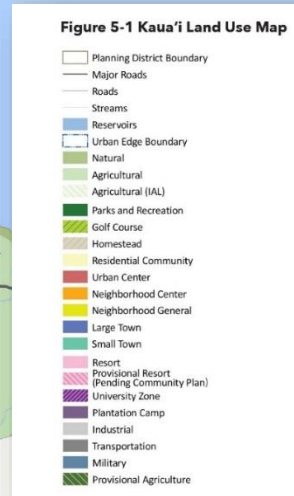 Figure 5-1 Kaua‘i Land Use Map
Planning District Boundary
Major Roads
Roads
Streams
Reservoirs
Urban Edge Boundary
Natural
Agricultural
Agricultural (IAL)
Parks and Recreation
Golf Course
Homestead
Residential Community
Urban Center
Neighborhood Center
Neighborhood General
Large Town
Small Town
Resort
Provisional Resort
(Pending Community Plan)
University Zone
Plantation Camp
Industrial
Transportation
Military
Provisional Agriculture